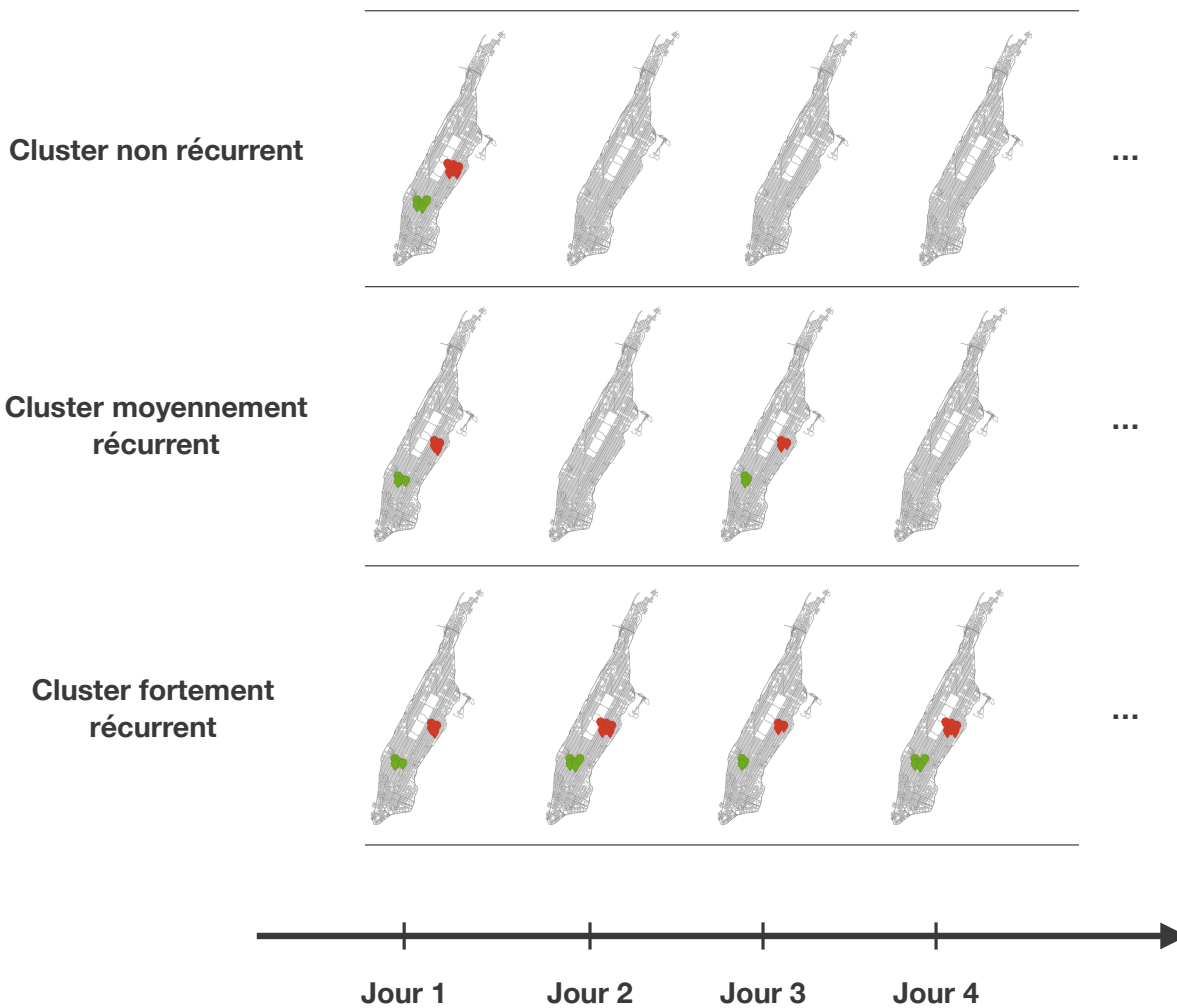 Cluster non récurrent
...
Cluster moyennement
récurrent
...
Cluster fortement
récurrent
...
Jour 1
Jour 2
Jour 3
Jour 4